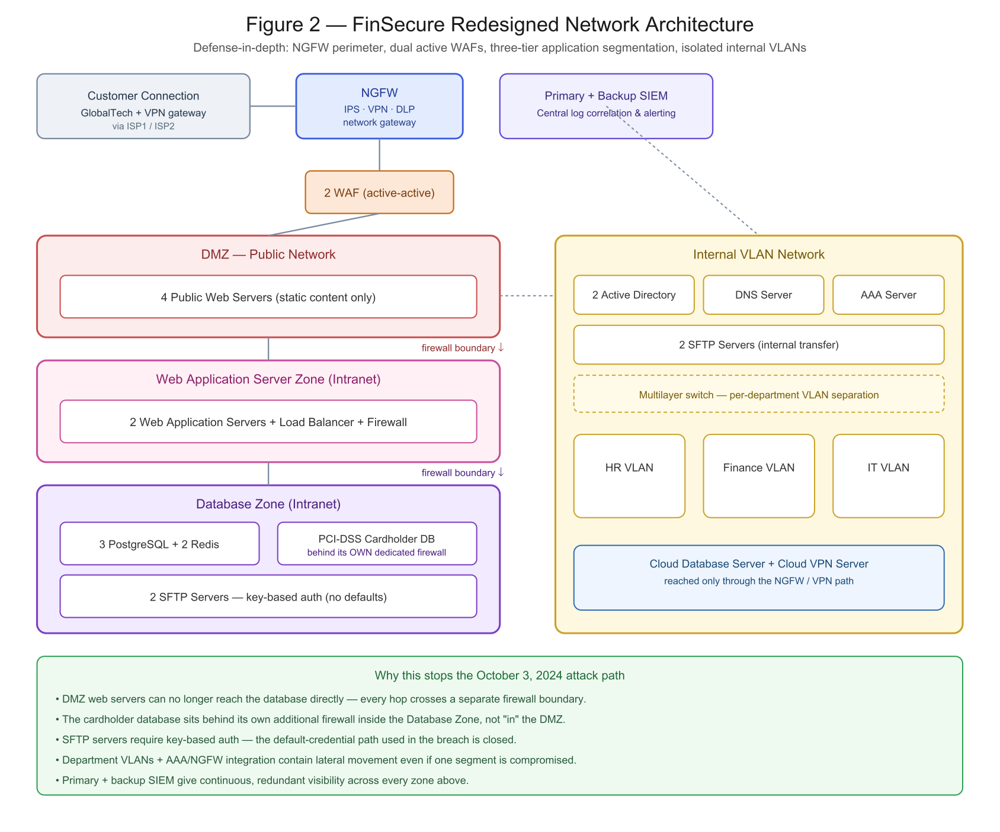 Figure 2 — FinSecure Redesigned Network Architecture
Defense-in-depth: NGFW perimeter, dual active WAFs, three-tier application segmentation, isolated internal VLANs
Customer Connection
GlobalTech + VPN gateway
via ISP1 / ISP2
NGFW
IPS · VPN · DLP
network gateway
Primary + Backup SIEM
Central log correlation & alerting
2 WAF (active-active)
DMZ — Public Network
4 Public Web Servers (static content only)
firewall boundary ↓
Web Application Server Zone (Intranet)
2 Web Application Servers + Load Balancer + Firewall
firewall boundary ↓
Database Zone (Intranet)
3 PostgreSQL + 2 Redis
PCI-DSS Cardholder DB
behind its OWN dedicated firewall
2 SFTP Servers — key-based auth (no defaults)
Internal VLAN Network
2 Active Directory
DNS Server
AAA Server
2 SFTP Servers (internal transfer)
Multilayer switch — per-department VLAN separation
HR VLAN
Finance VLAN
IT VLAN
Cloud Database Server + Cloud VPN Server
reached only through the NGFW / VPN path
Why this stops the October 3, 2024 attack path
• DMZ web servers can no longer reach the database directly — every hop crosses a separate firewall boundary.
• The cardholder database sits behind its own additional firewall inside the Database Zone, not "in" the DMZ.
• SFTP servers require key-based auth — the default-credential path used in the breach is closed.
• Department VLANs + AAA/NGFW integration contain lateral movement even if one segment is compromised.
• Primary + backup SIEM give continuous, redundant visibility across every zone above.